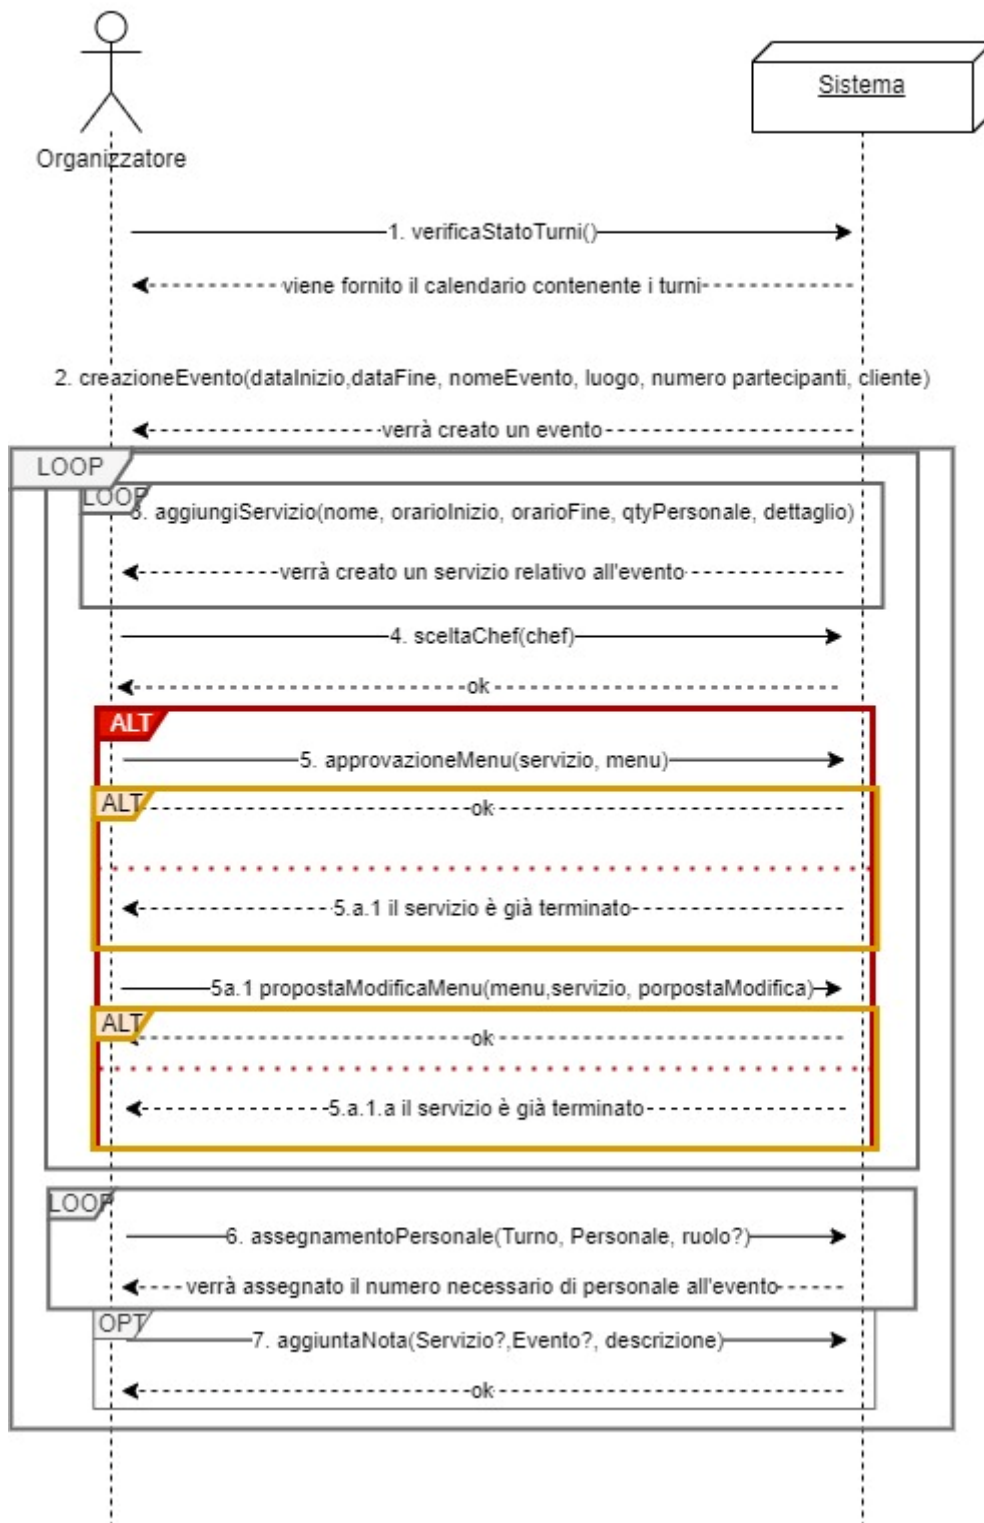 Sistema
Organizzatore
1. verificaStatoTurni()
viene fornito il calendario contenente i turni
2. creazioneEvento(dataInizio,dataFine, nomeEvento, luogo, numero partecipanti, cliente)
verrà creato un evento
LOOP
LOOP
3. aggiungiServizio(nome, orarioInizio, orarioFine, qtyPersonale, dettaglio)
verrà creato un servizio relativo all'evento
4. sceltaChef(chef)
ok
ALT
5. approvazioneMenu(servizio, menu)
ALT
ok
5.a.1 il servizio è già terminato
5a.1 propostaModificaMenu(menu,servizio, porpostaModifica)
ALT
ok
5.a.1.a il servizio è già terminato
LOOP
6. assegnamentoPersonale(Turno, Personale, ruolo?)
verrà assegnato il numero necessario di personale all'evento
OPT
7. aggiuntaNota(Servizio?,Evento?, descrizione)
ok